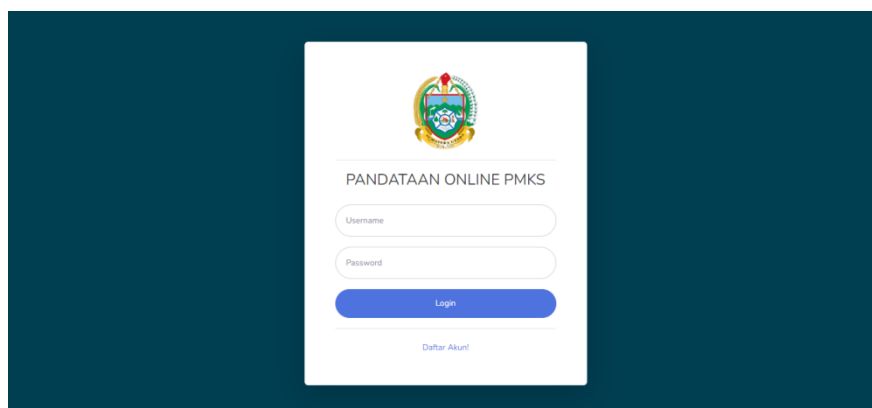 PANDATAAN ONLINE PMKS
Username
Password
Login
Daftar Akun!